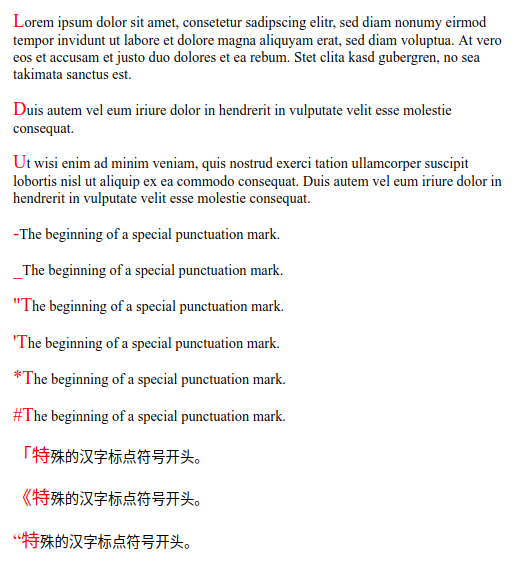 Lorem ipsum dolor sit amet, consetetur sadipscing elitr, sed diam nonumy eirmod
tempor invidunt ut labore et dolore magna aliquyam erat, sed diam voluptua. At vero
eos et accusam et justo duo dolores et ea rebum. Stet clita kasd gubergren, no sea
takimata sanctus est.
Duis autem vel eum iriure dolor in hendrerit in vulputate velit esse molestie
consequat.
Ut wisi enim ad minim veniam, quis nostrud exerci tation ullamcorper suscipit
lobortis nisl ut aliquip ex ea commodo consequat. Duis autem vel eum iriure dolor in
hendrerit in vulputate velit esse molestie consequat.
-The beginning of a special punctuation mark.
_The beginning of a special punctuation mark.
"The beginning of a special punctuation mark.
'The beginning of a special punctuation mark.
*The beginning of a special punctuation mark.
#The beginning of a special punctuation mark.
「特殊的汉字标点符号开头。
《特殊的汉字标点符号开头。
“特殊的汉字标点符号开头。